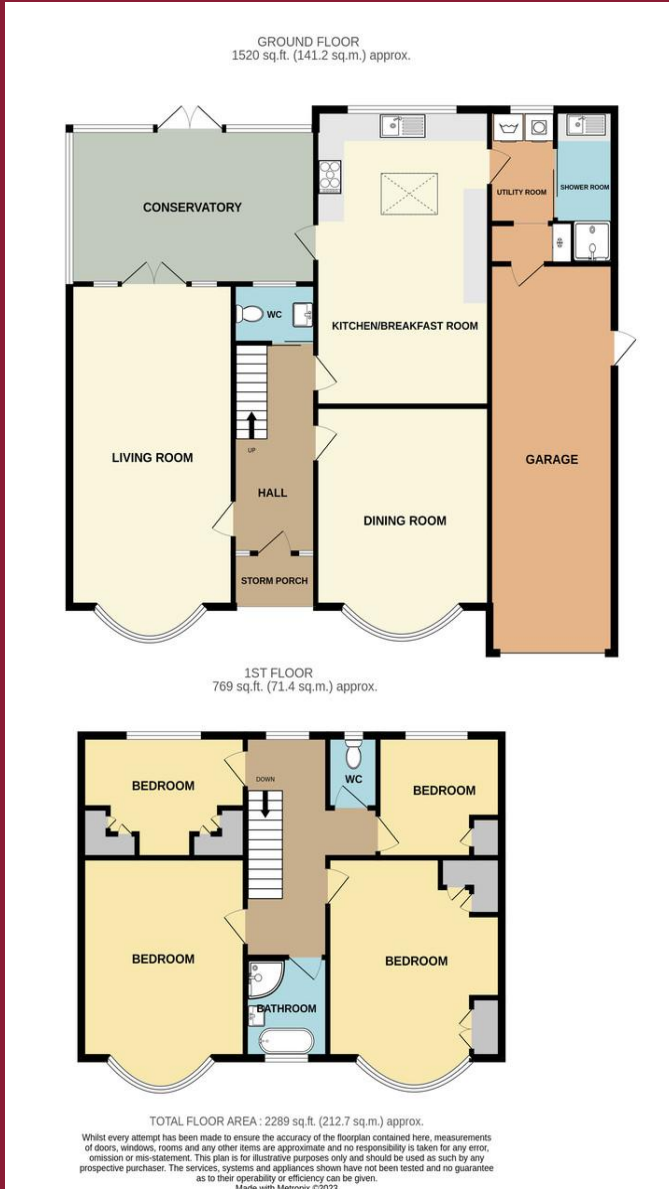 GROUND FLOOR
1520 sq.ft. (141.2 sq.m.) approx.
CONSERVATORY
UTILITY ROOM
SHOWER ROOM
WC
KITCHEN/BREAKFAST ROOM
LIVING ROOM
UP
HALL
GARAGE
DINING ROOM
STORM PORCH
1ST FLOOR
769 sq.ft. (71.4 sq.m.) approx.
BEDROOM
DOWN
WC
BEDROOM
BEDROOM
BEDROOM
BATHROOM
TOTAL FLOOR AREA : 2289 sq.ft. (212.7 sq.m.) approx.
Whilst every attempt has been made to ensure the accuracy of the floorplan contained here, measurements
of doors, windows, rooms and any other items are approximate and no responsibility is taken for any error,
omission or mis-statement. This plan is for illustrative purposes only and should be used as such by any
prospective purchaser. The services, systems and appliances shown have not been tested and no guarantee
as to their operability or efficiency can be given.
Made with Metropix ©2023